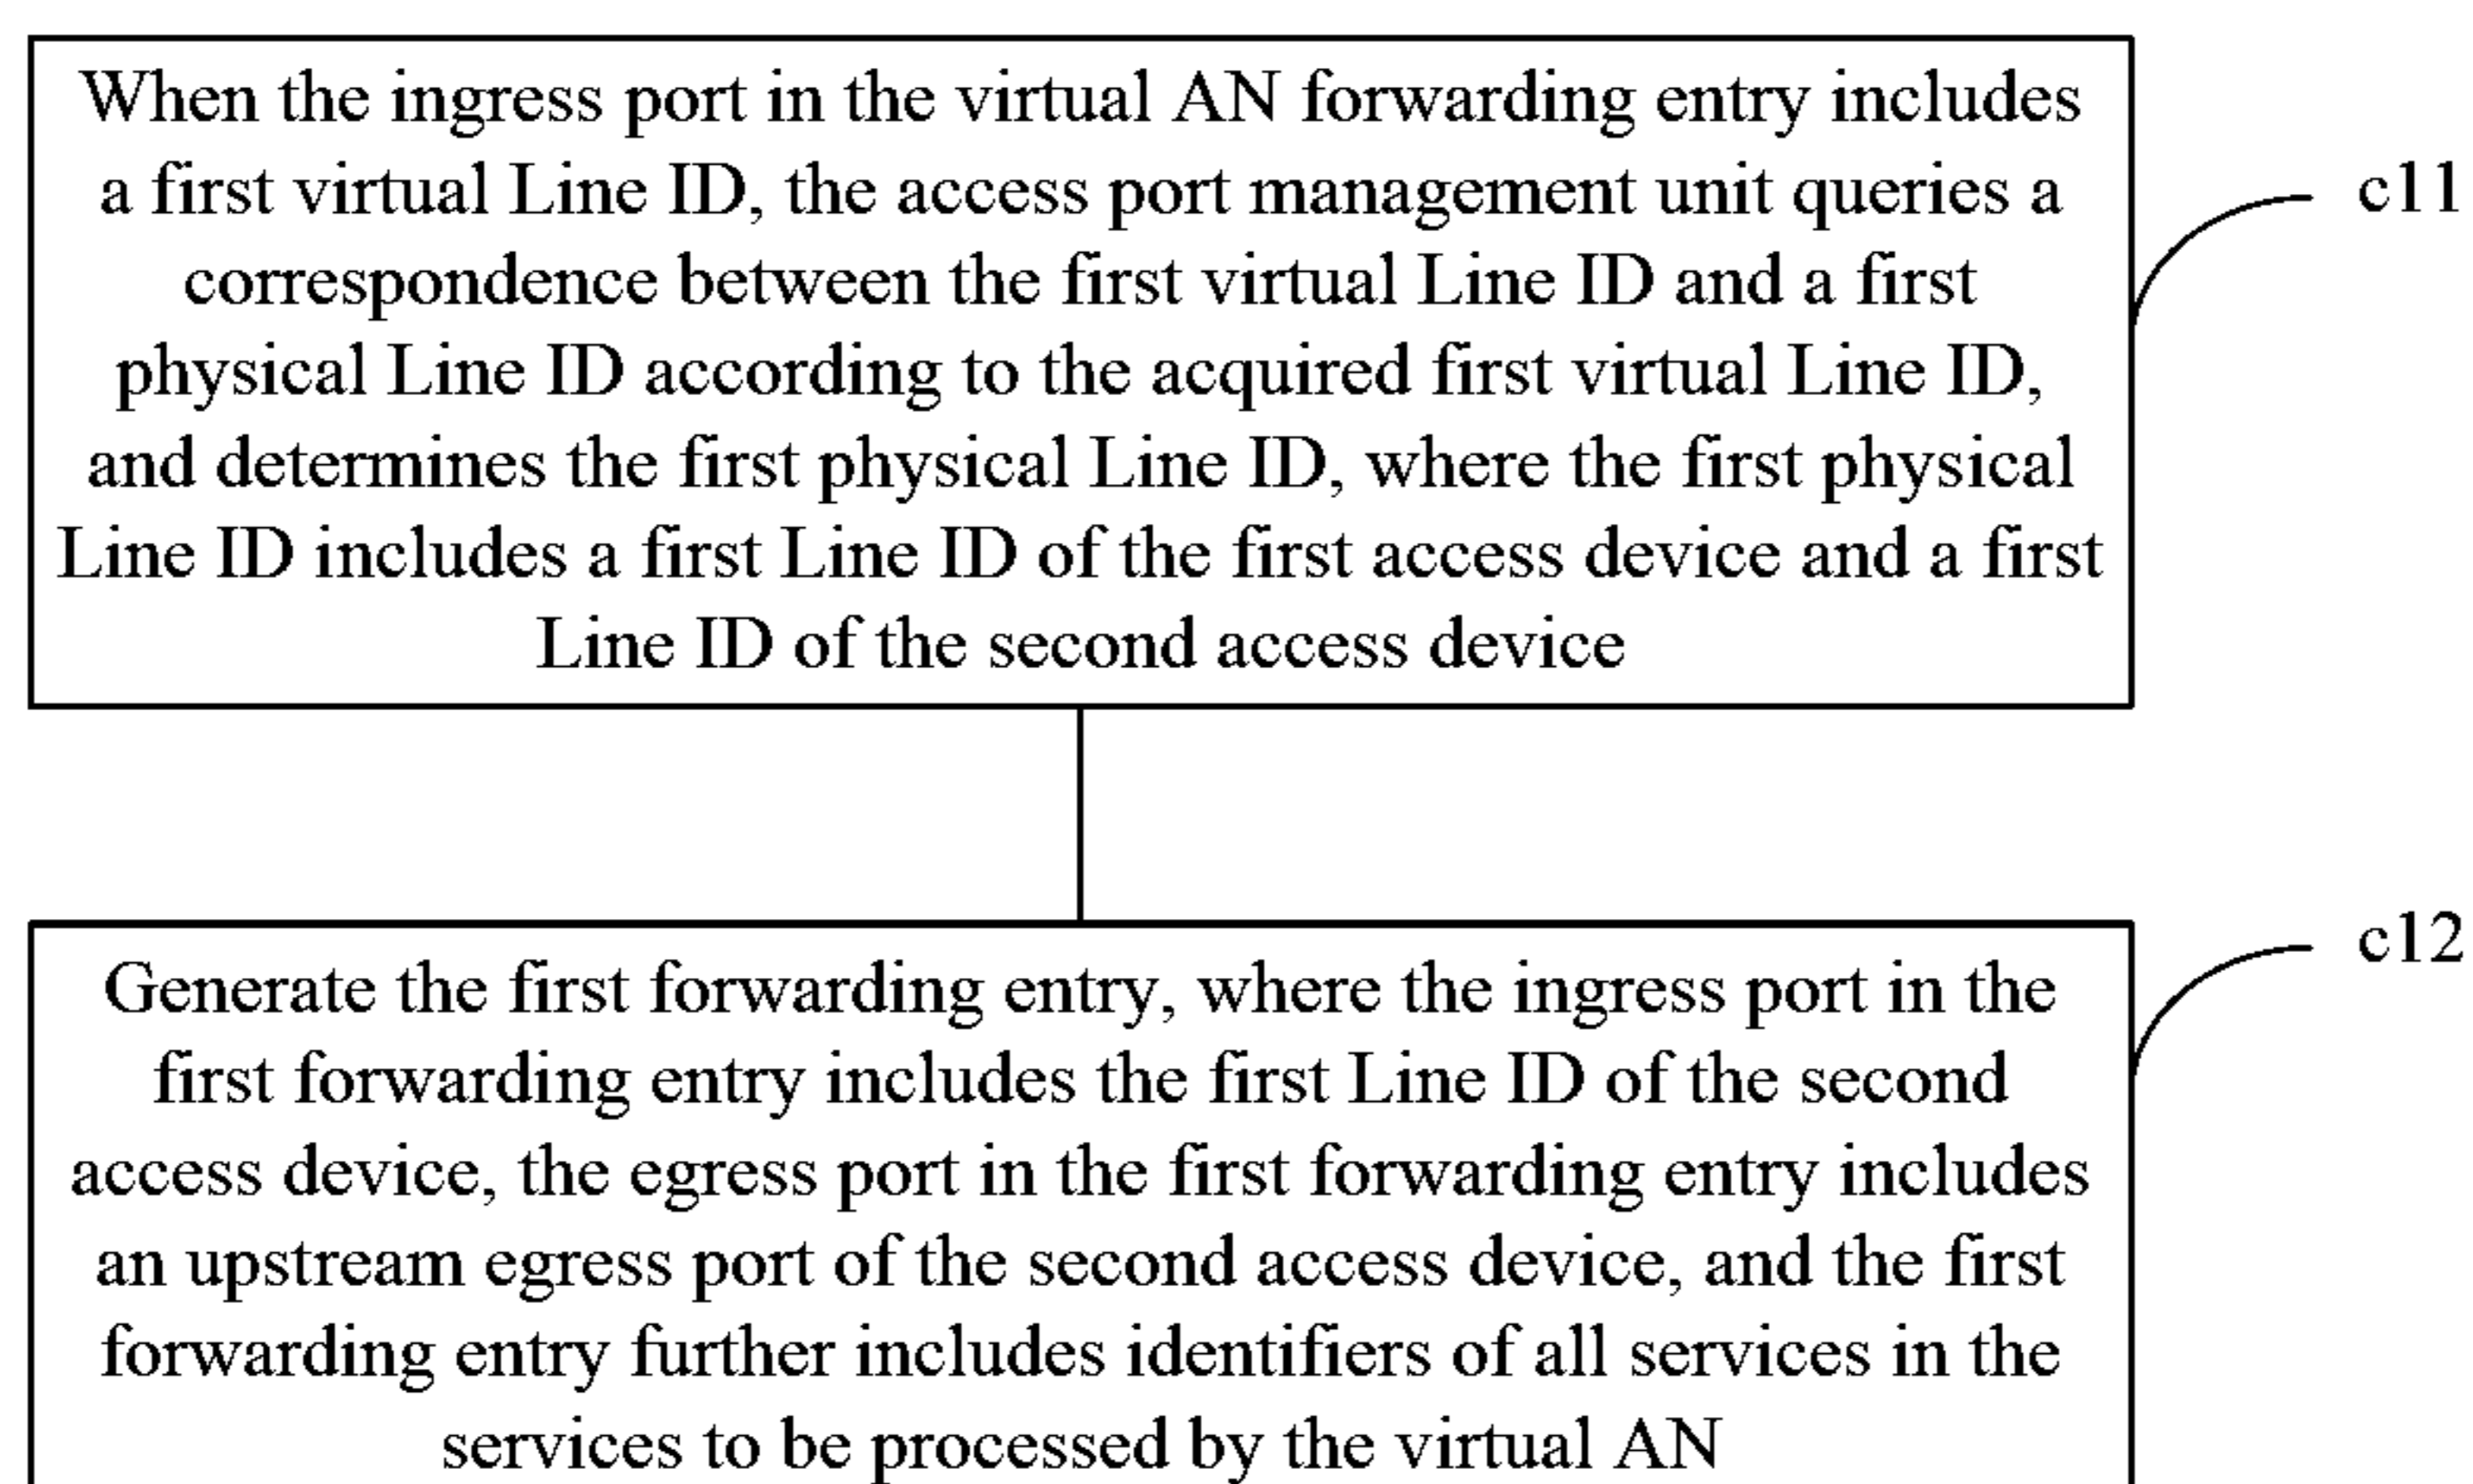 When the ingress port in the virtual AN forwarding entry includes
a first virtual Line ID, the access port management unit queries a
correspondence between the first virtual Line ID and a first
physical Line ID according to the acquired first virtual Line ID,
and determines the first physical Line ID, where the first physical
Line ID includes a first Line ID of the first access device and a first
Line ID of the second access device
c11
Generate the first forwarding entry, where the ingress port in the
first forwarding entry includes the first Line ID of the second
access device, the egress port in the first forwarding entry includes
an upstream egress port of the second access device, and the first
forwarding entry further includes identifiers of all services in the
services to be processed by the virtual AN
c12